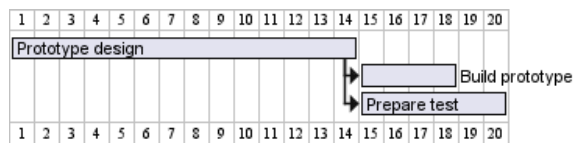 1 2 3 4 5 6 7 8 9 10 11 12 13 14 15 16 17 18 19 20
Prototype design
Build prototype
Prepare test
1 2 3 4 5 6 7 8 9 10 11 12 13 14 15 16 17 18 19 20